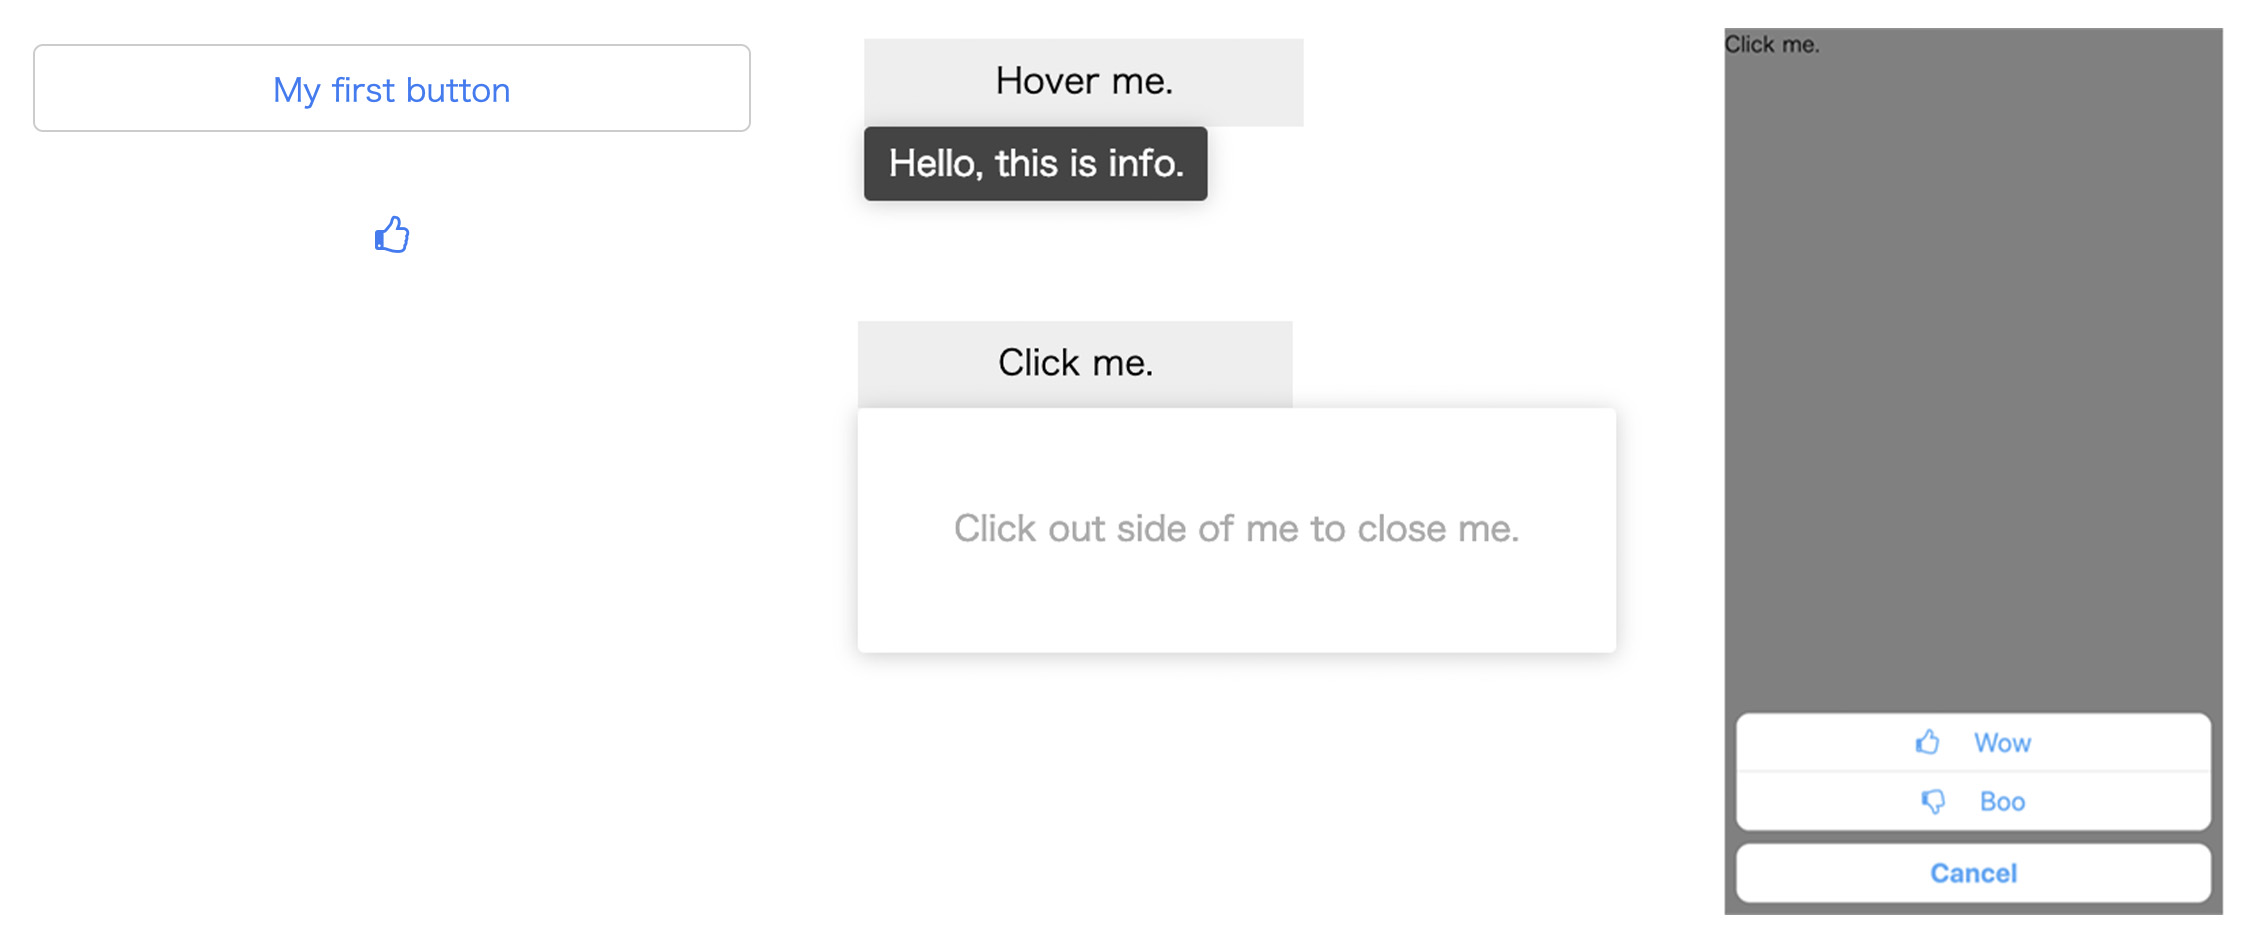 My first button
Hover me.
Hello, this is info.
Click me.
Click out side of me to close me.
Click me.
Wow
Boo
Cancel